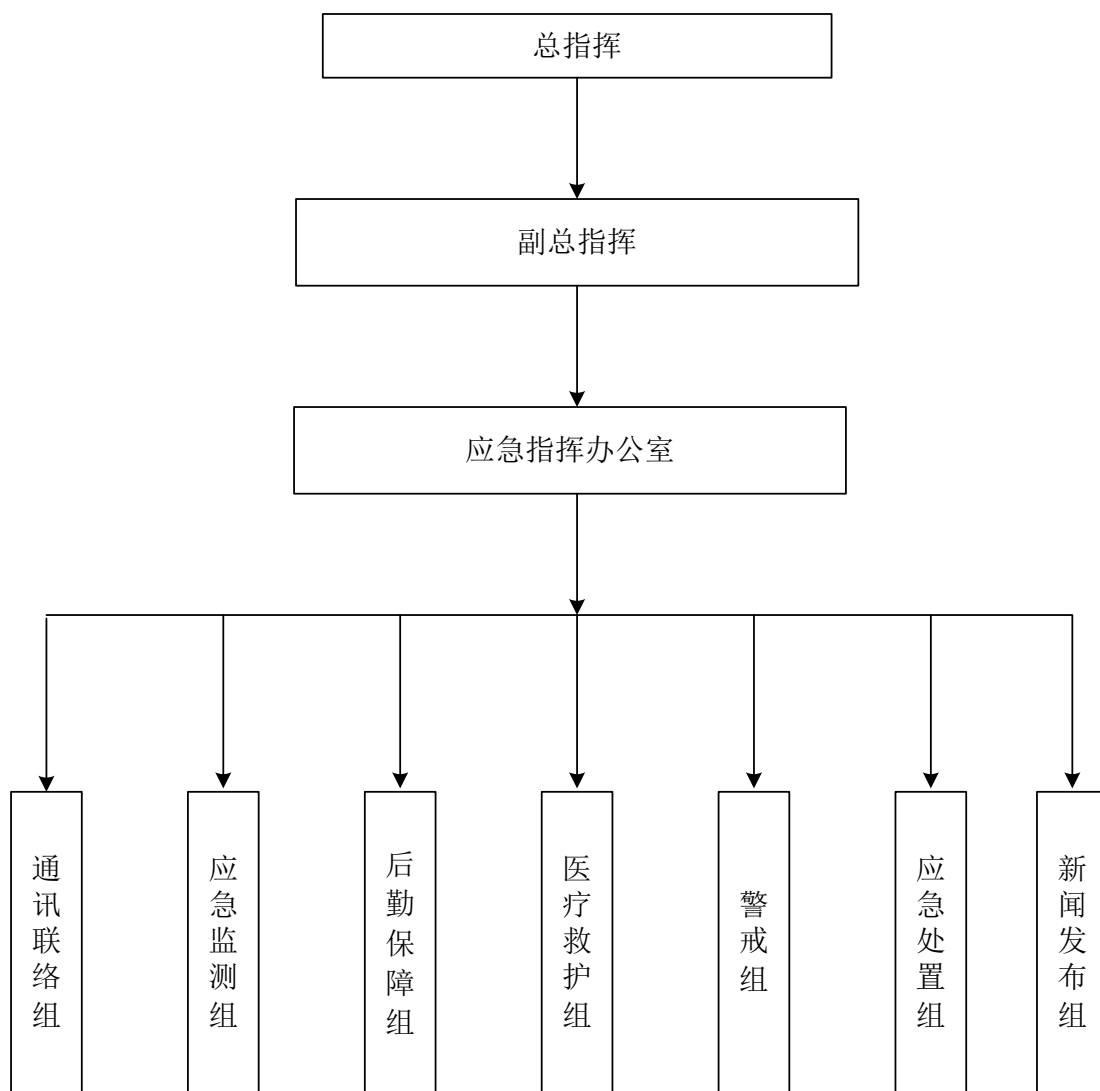 总指挥
副总指挥
应急指挥办公室
通讯联络组
应急监测组
后勤保障组
医疗救护组
警戒组
应急处置组
新闻发布组